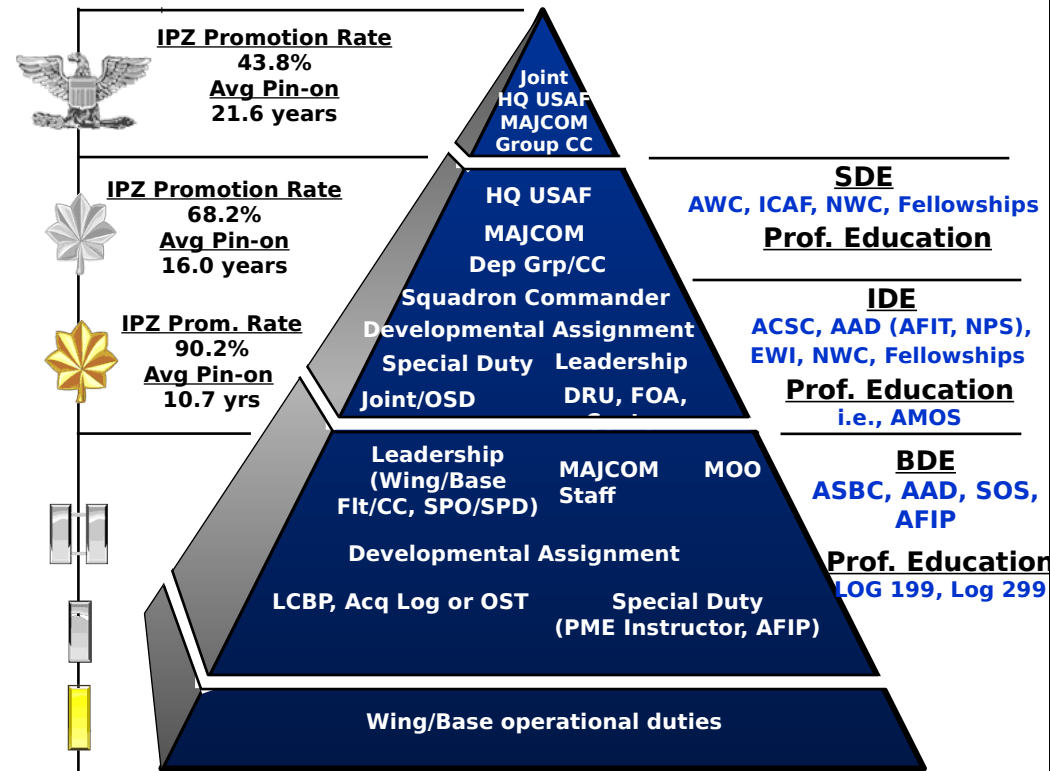 IPZ Promotion Rate
43.8%
Avg Pin-on
21.6 years
IPZ Promotion Rate
68.2%
Avg Pin-on
16.0 years
IPZ Prom. Rate
90.2%
Avg Pin-on
10.7 yrs
Joint
HQ USAF
MAJCOM
Group CC
HQ USAF
MAJCOM
Dep Grp/CC
Squadron Commander
Developmental Assignment
Special Duty
Leadership
Joint/OSD
DRU, FOA,
Leadership
(Wing/Base
Flt/CC, SPO/SPD)
MAJCOM
Staff
MOO
Developmental Assignment
LCBP, Acq Log or OST
Special Duty
(PME Instructor, AFIP)
Wing/Base operational duties
SDE
AWC, ICAF, NWC, Fellowships
Prof. Education
IDE
ACSC, AAD (AFIT, NPS),
EWI, NWC, Fellowships
Prof. Education
i.e., AMOS
BDE
ASBC, AAD, SOS,
AFIP
Prof. Education
LOG 199, Log 299